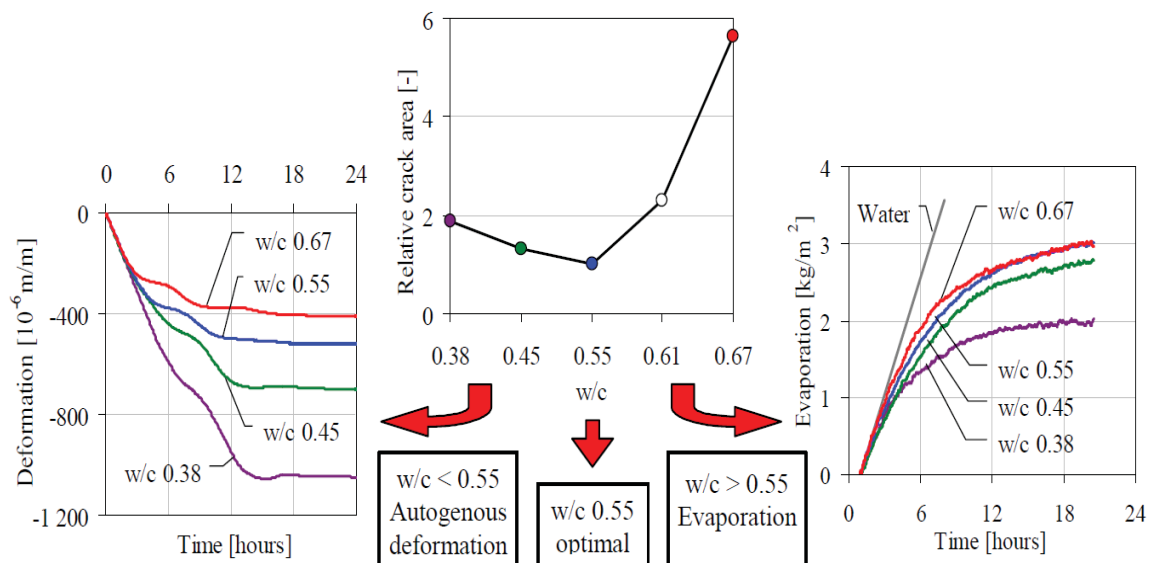 Relative crack area [-]
6
4
2
0
0.38 0.45 0.55 0.61 0.67
w/c
Deformation [10⁻⁶m/m]
0 6 12 18 24
0
-400
-800
-1 200
w/c 0.67
w/c 0.55
w/c 0.45
w/c 0.38
Time [hours]
w/c < 0.55
Autogenous
deformation
w/c 0.55
optimal
w/c > 0.55
Evaporation
Evaporation [kg/m²]
4
3
2
1
0
Water
w/c 0.67
w/c 0.55
w/c 0.45
w/c 0.38
0 6 12 18 24
Time [hours]